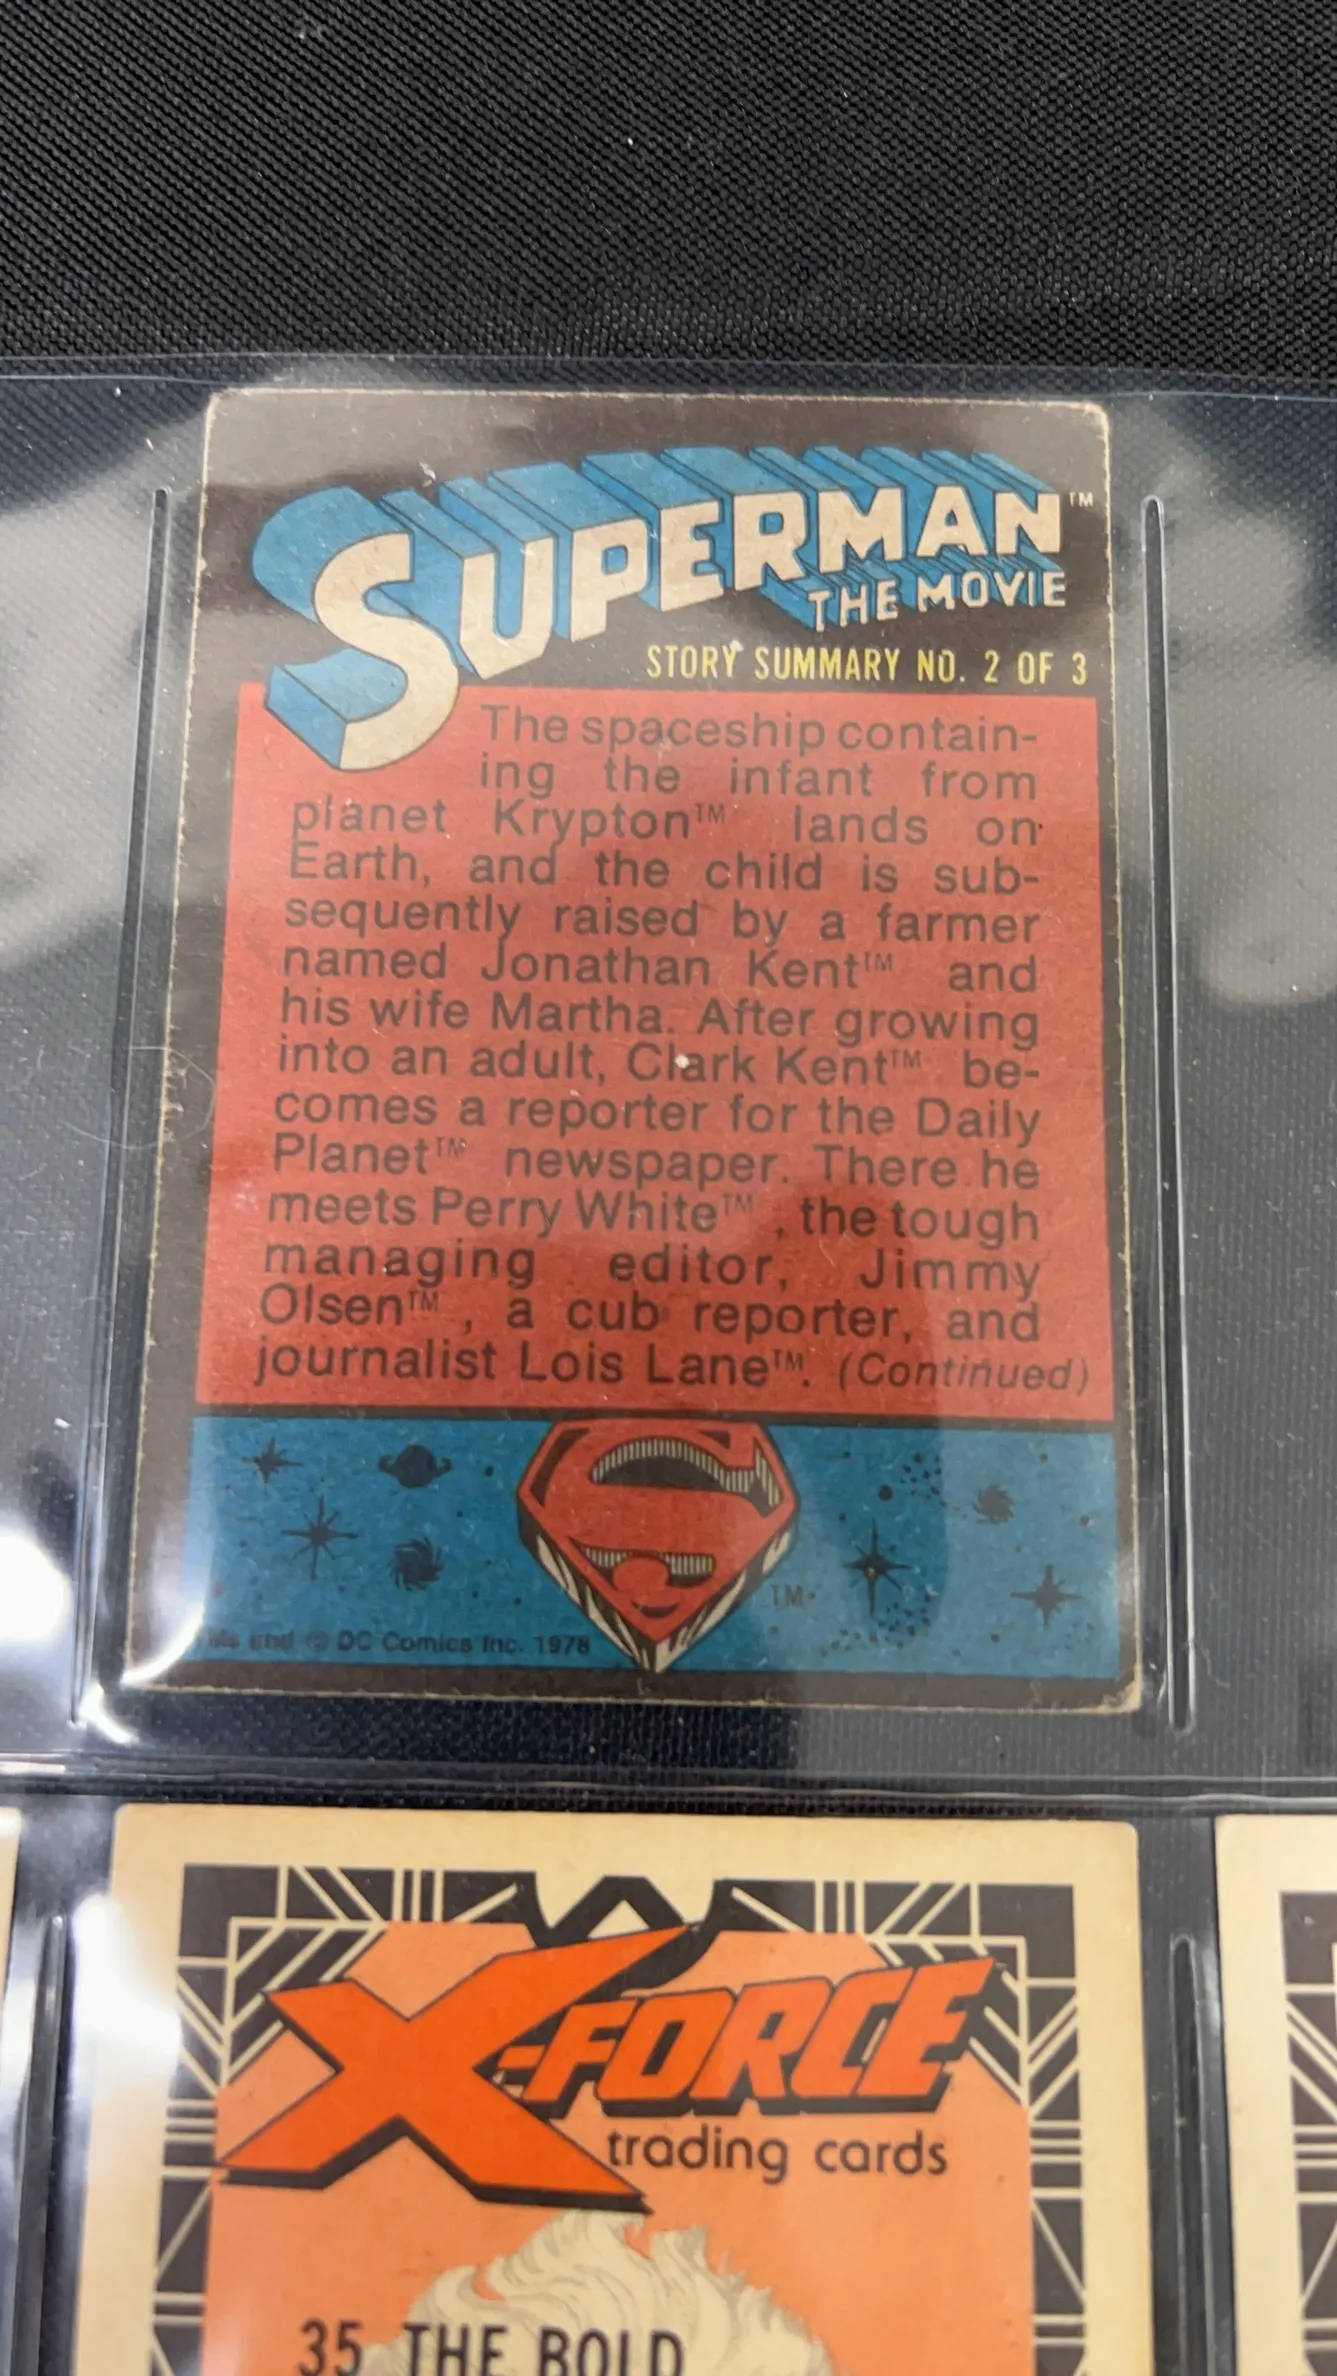 SUPERMAN™
THE MOVIE
STORY SUMMARY NO. 2 OF 3
The spaceship contain-
ing the infant from
planet Krypton™ lands on
Earth, and the child is sub-
sequently raised by a farmer
named Jonathan Kent™ and
his wife Martha. After growing
into an adult, Clark Kent™ be-
comes a reporter for the Daily
Planet™ newspaper. There he
meets Perry White™, the tough
managing editor, Jimmy
Olsen™, a cub reporter, and
journalist Lois Lane™. (Continued)
S
TM
and © DC Comics Inc. 1978
X-FORCE
trading cards
35 THE BOLD